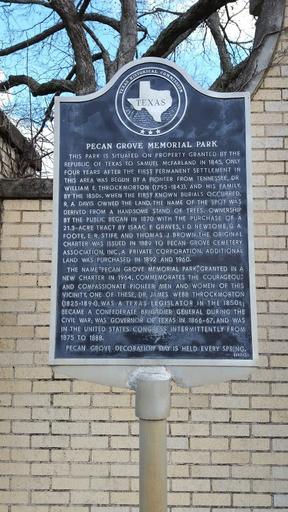 TEXAS HISTORICAL COMMISSION
TEXAS
PECAN GROVE MEMORIAL PARK
THIS PARK IS SITUATED ON PROPERTY GRANTED BY THE
REPUBLIC OF TEXAS TO SAMUEL McFARLAND IN 1845, ONLY
FOUR YEARS AFTER THE FIRST PERMANENT SETTLEMENT IN
THIS AREA WAS BEGUN BY A PIONEER FROM TENNESSEE, DR.
WILLIAM E. THROCKMORTON (1795-1843), AND HIS FAMILY.
BY THE 1850s, WHEN THE FIRST KNOWN BURIALS OCCURRED,
R. A. DAVIS OWNED THE LAND. THE NAME OF THE SPOT WAS
DERIVED FROM A HANDSOME STAND OF TREES. OWNERSHIP
BY THE PUBLIC BEGAN IN 1870 WITH THE PURCHASE OF A
21.3-ACRE TRACT BY ISAAC F. GRAVES, I. D. NEWSOME, G. A.
FOOTE, E. R. STIFF, AND THOMAS J. BROWN. THE ORIGINAL
CHARTER WAS ISSUED IN 1889 TO PECAN GROVE CEMETERY
ASSOCIATION, INC., A PRIVATE CORPORATION. ADDITIONAL
LAND WAS PURCHASED IN 1892 AND 1960.
THE NAME "PECAN GROVE MEMORIAL PARK," GRANTED IN A
NEW CHARTER IN 1964, COMMEMORATES THE COURAGEOUS
AND COMPASSIONATE PIONEER MEN AND WOMEN OF THIS
VICINITY. ONE OF THESE, DR. JAMES WEBB THROCKMORTON
(1825-1894), WAS A TEXAS LEGISLATOR IN THE 1850s,
BECAME A CONFEDERATE BRIGADIER GENERAL DURING THE
CIVIL WAR, WAS GOVERNOR OF TEXAS IN 1866-67, AND WAS
IN THE UNITED STATES CONGRESS INTERMITTENTLY FROM
1875 TO 1888.
PECAN GROVE DECORATION DAY IS HELD EVERY SPRING.